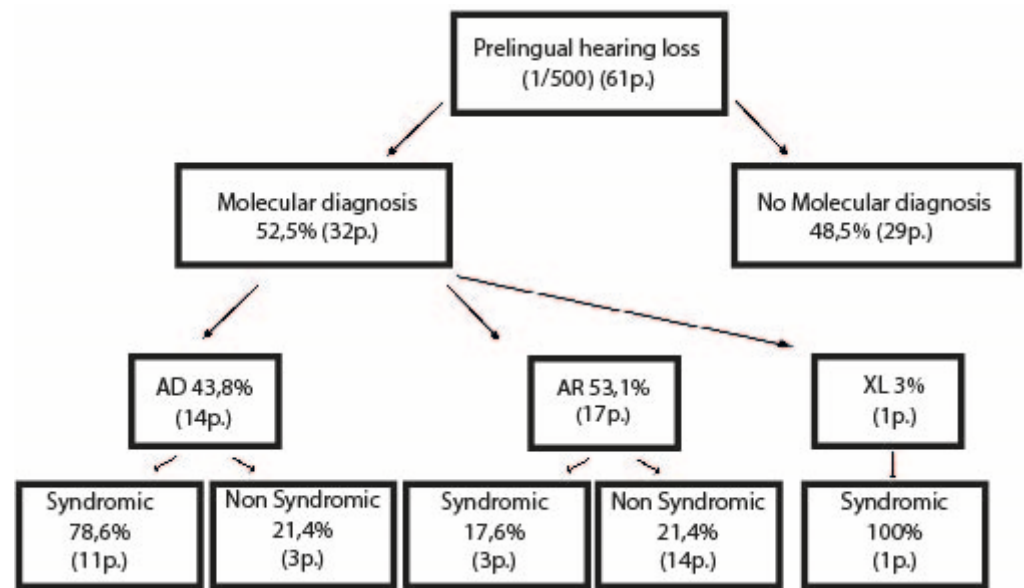 Prelingual hearing loss
(1/500) (61p.)
Molecular diagnosis
52,5% (32p.)
No Molecular diagnosis
48,5% (29p.)
AD 43,8%
(14p.)
AR 53,1%
(17p.)
XL 3%
(1p.)
Syndromic
78,6%
(11p.)
Non Syndromic
21,4%
(3p.)
Syndromic
17,6%
(3p.)
Non Syndromic
21,4%
(14p.)
Syndromic
100%
(1p.)